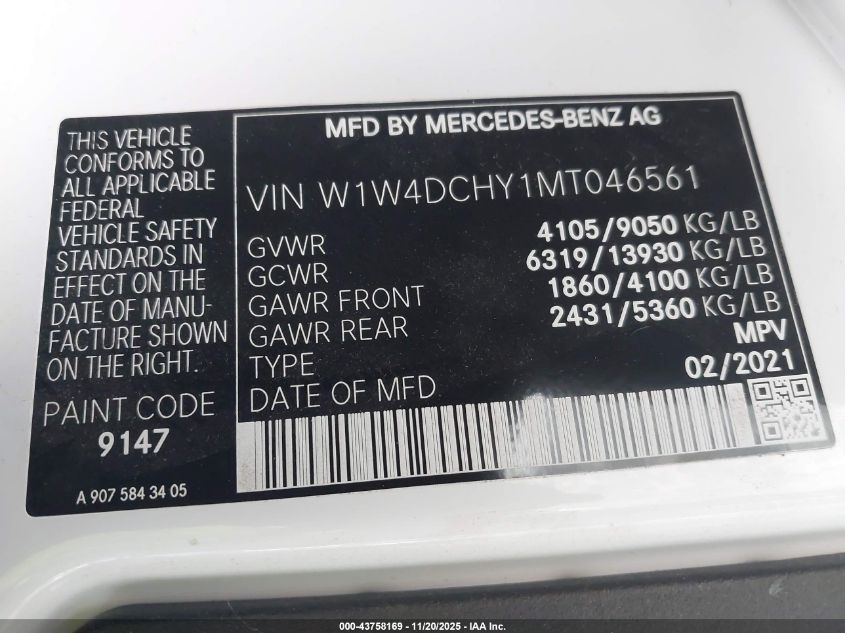 THIS VEHICLE
CONFORMS TO
ALL APPLICABLE
FEDERAL
VEHICLE SAFETY
STANDARDS IN
EFFECT ON THE
DATE OF MANU-
FACTURE SHOWN
ON THE RIGHT.
PAINT CODE
9147
A 907 584 34 05
MFD BY MERCEDES-BENZ AG
VIN W1W4DCHY1MT046561
GVWR 4105/9050 KG/LB
GCWR 6319/13930 KG/LB
GAWR FRONT 1860/4100 KG/LB
GAWR REAR 2431/5360 KG/LB
TYPE MPV
DATE OF MFD 02/2021
000-43758169 - 11/20/2025 - IAA Inc.